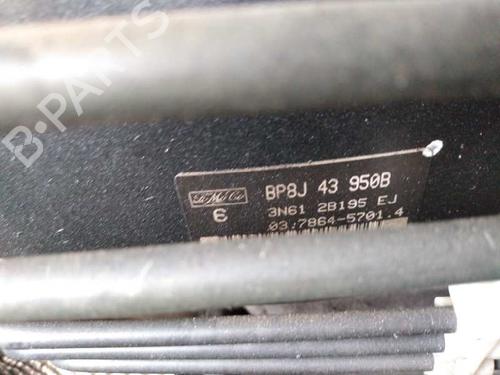 B-PARTS
FoMoCo
6
BP8J 43 950B
3N61 2B195 EJ
03.7864-5701.4